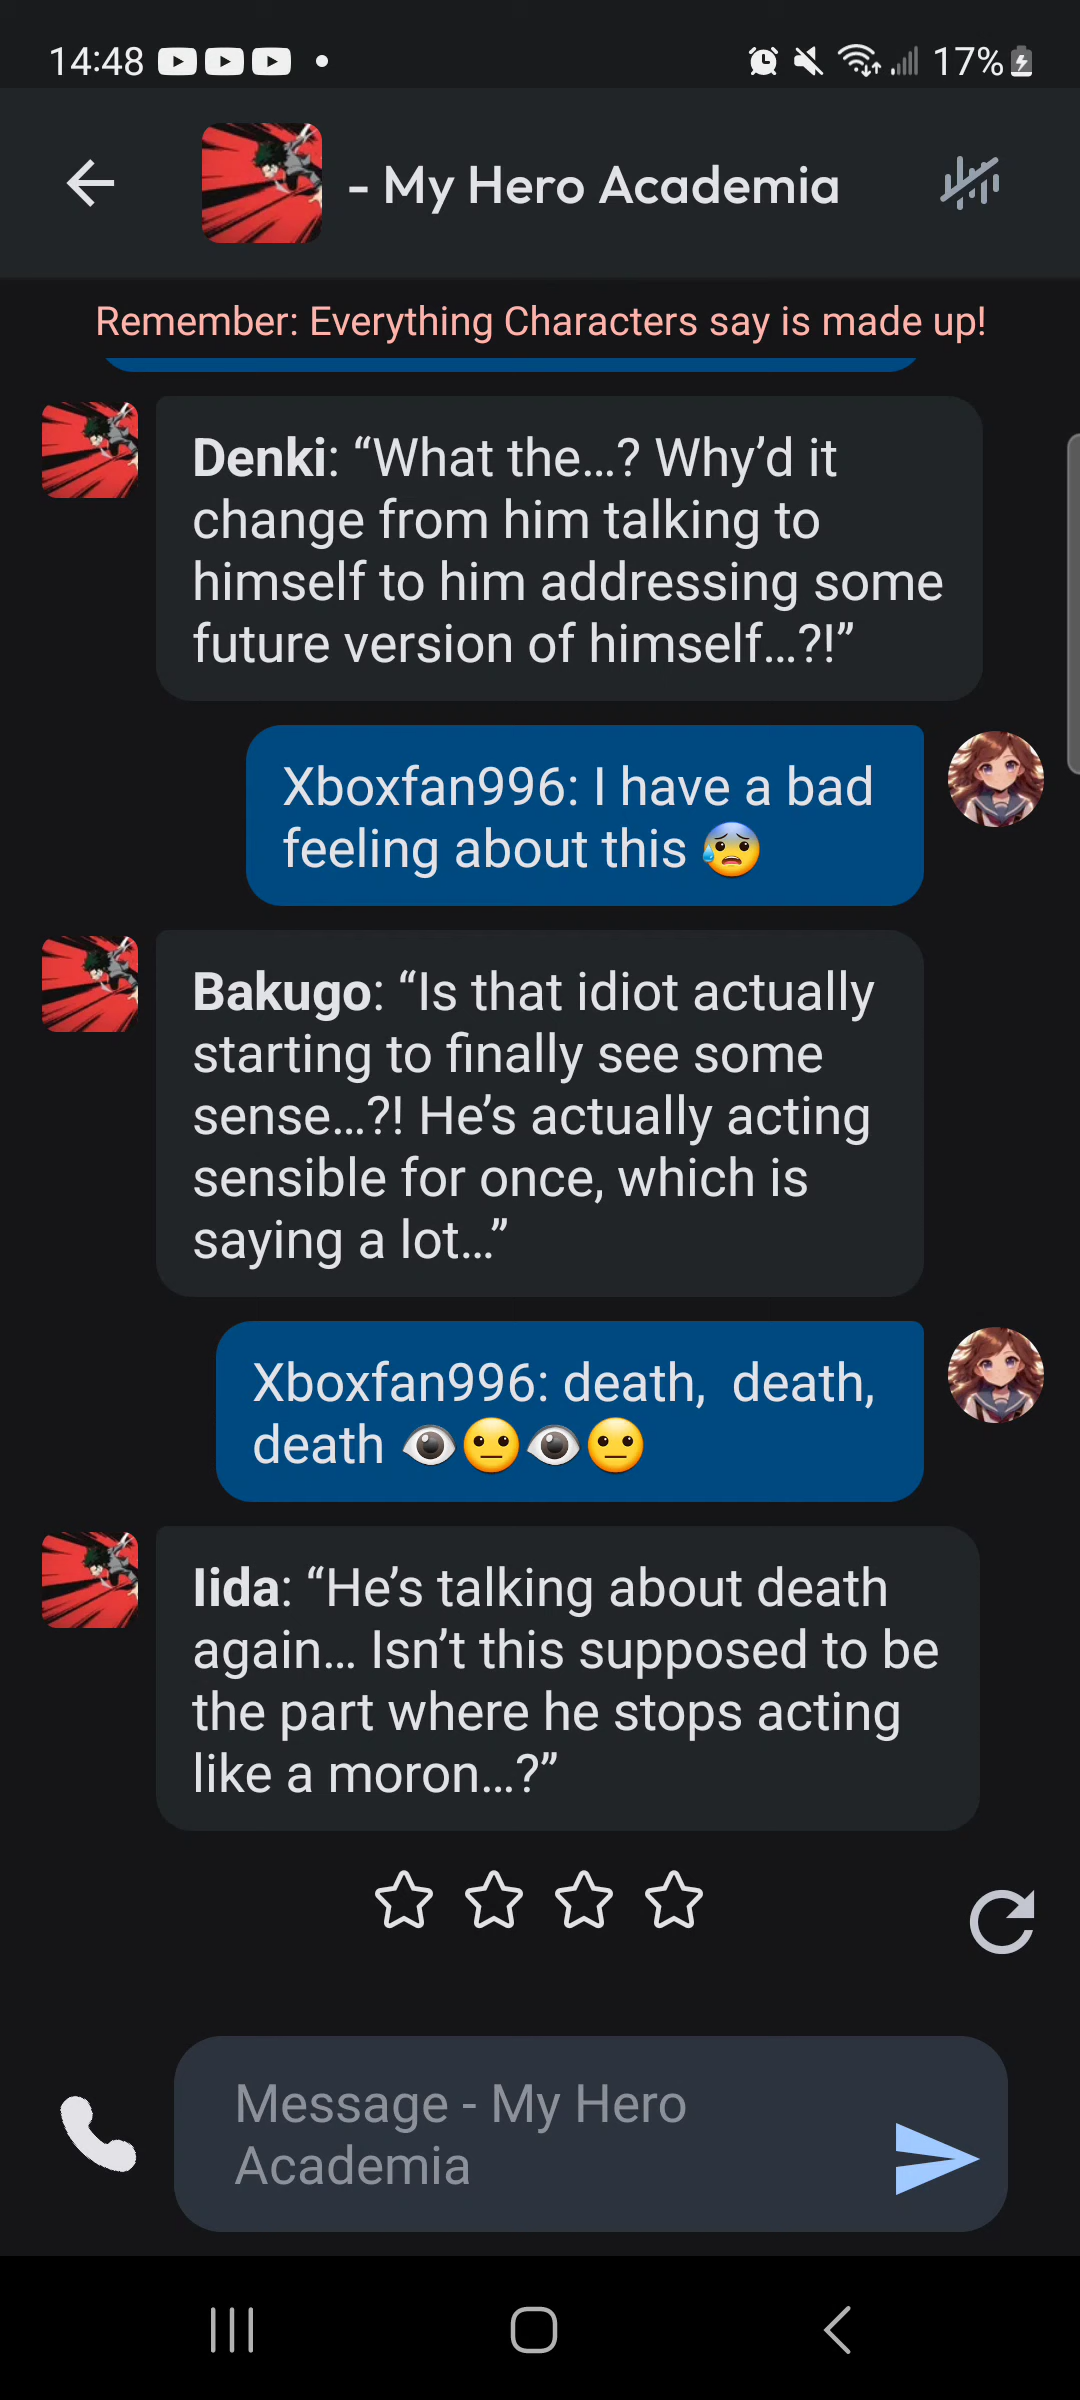 14:48
17%
- My Hero Academia
Remember: Everything Characters say is made up!
Denki: “What the…? Why’d it
change from him talking to
himself to him addressing some
future version of himself…?!”
Xboxfan996: I have a bad
feeling about this 😰
Bakugo: “Is that idiot actually
starting to finally see some
sense…?! He’s actually acting
sensible for once, which is
saying a lot…”
Xboxfan996: death,  death,
death 👁😐👁😐
Iida: “He’s talking about death
again… Isn’t this supposed to be
the part where he stops acting
like a moron…?”
Message - My Hero
Academia